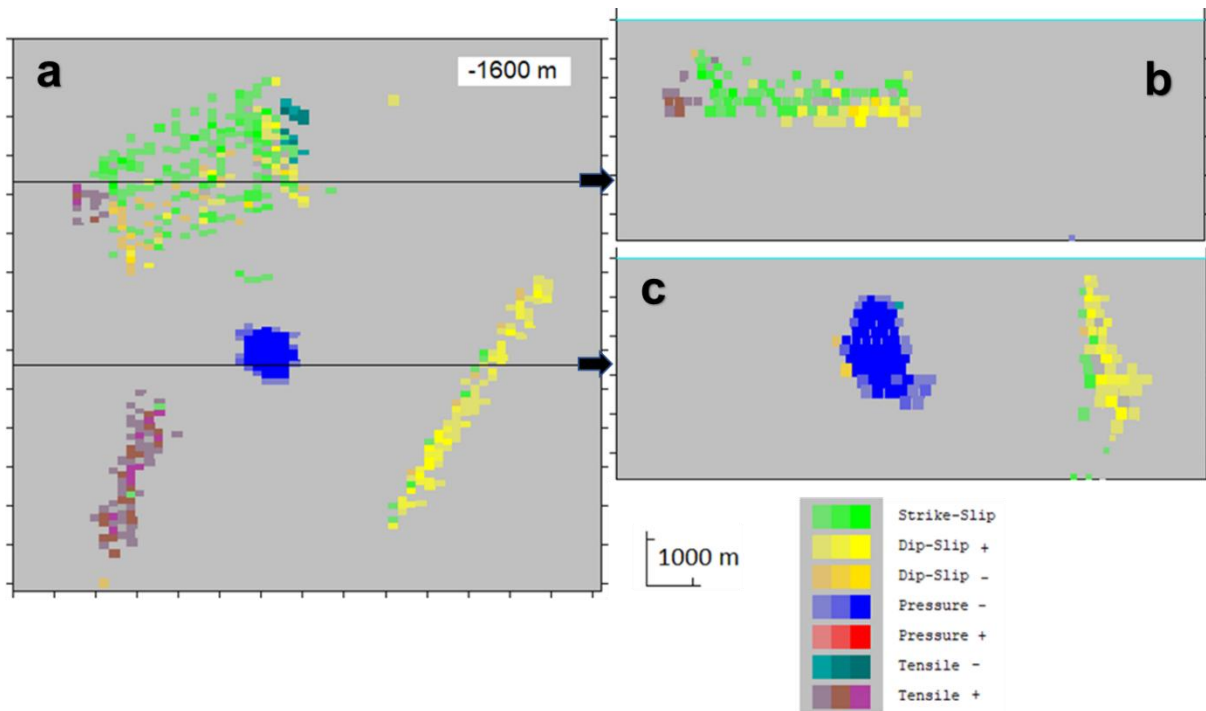 a
-1600 m
b
c
1000 m
Strike-Slip
Dip-Slip +
Dip-Slip -
Pressure -
Pressure +
Tensile -
Tensile +